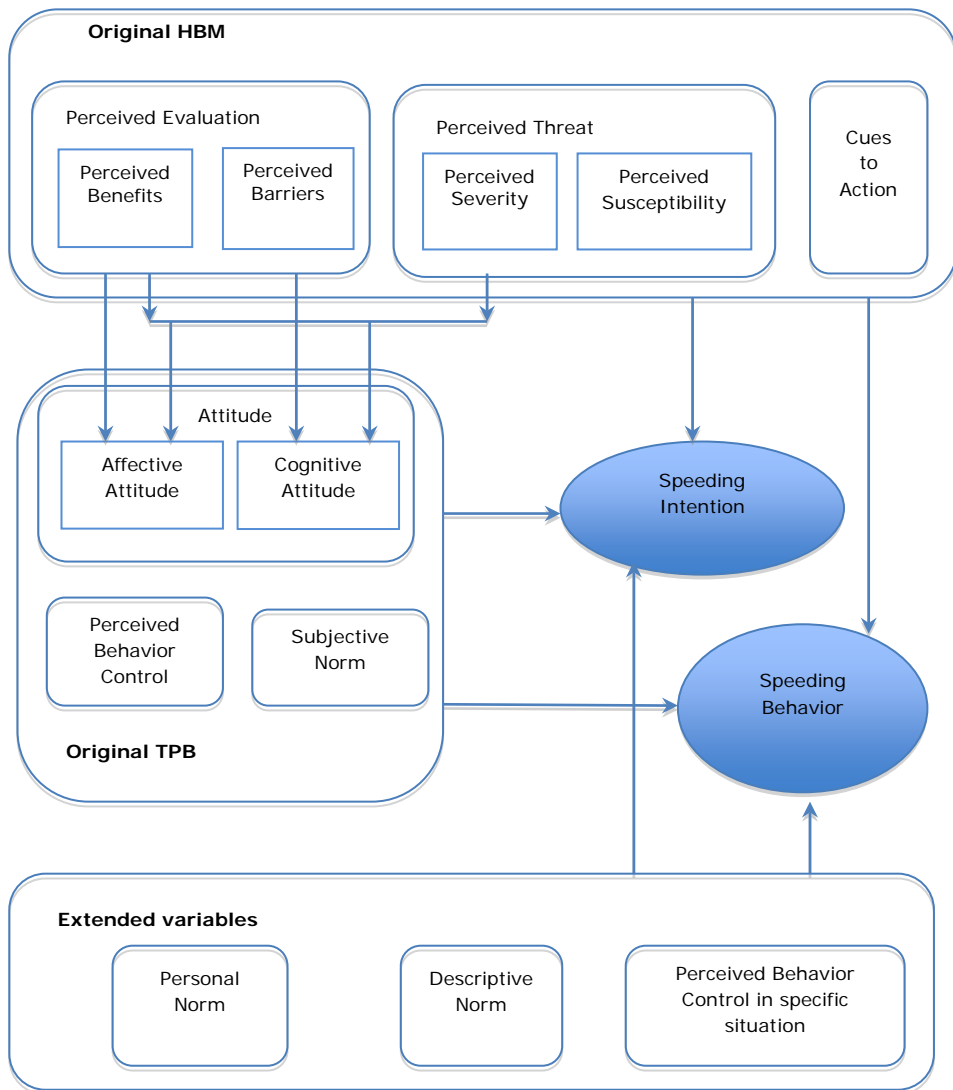 Original HBM
Perceived Evaluation
Perceived
Benefits
Perceived
Barriers
Perceived Threat
Perceived
Severity
Perceived
Susceptibility
Cues
to
Action
Attitude
Affective
Attitude
Cognitive
Attitude
Perceived
Behavior
Control
Subjective
Norm
Original TPB
Speeding
Intention
Speeding
Behavior
Extended variables
Personal
Norm
Descriptive
Norm
Perceived Behavior
Control in specific
situation